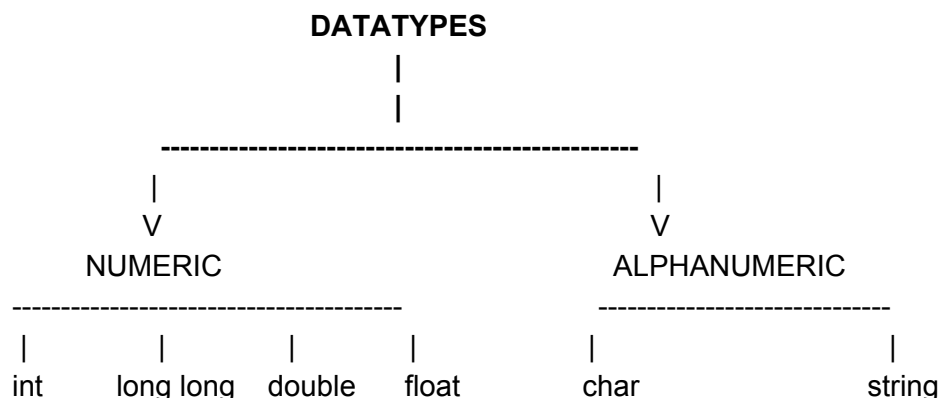 DATATYPES
|
|
-------------------------------------------------
| |
V V
NUMERIC ALPHANUMERIC
---------------------------------------- ------------------------------
| | | | | |
int long long double float char string